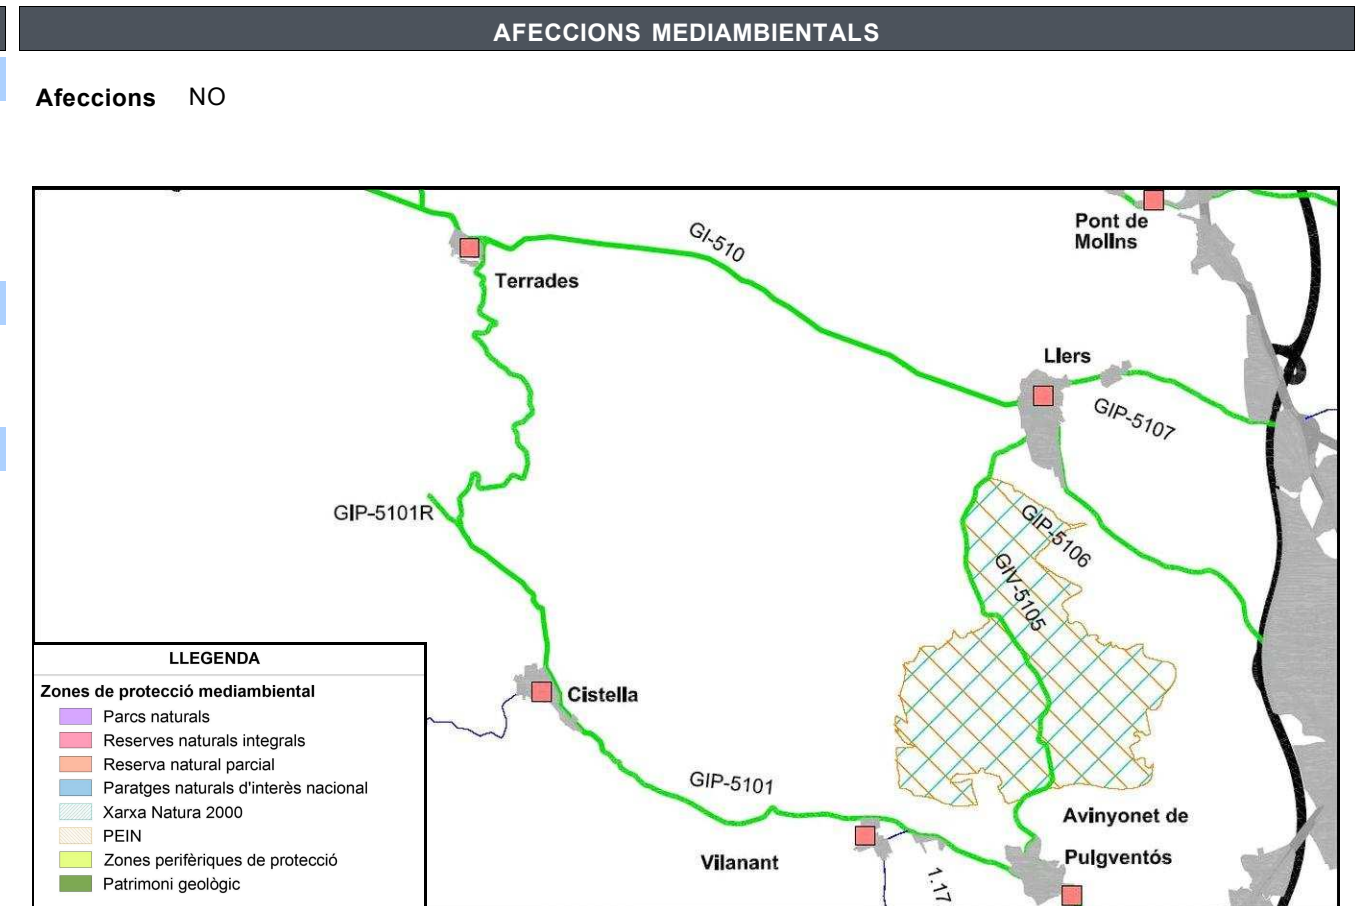 AFECCIONS MEDIAMBIENTALS
Afeccions NO
Pont de
Mollns
GI-510
Terrades
Llers
GIP-5107
GIP-5101R
GIP-5106
GIV-5105
LLEGENDA
Zones de protecció mediambiental
Parcs naturals
Reserves naturals integrals
Reserva natural parcial
Paratges naturals d'interès nacional
Xarxa Natura 2000
PEIN
Zones perifèriques de protecció
Patrimoni geològic
Cistella
GIP-5101
Avinyonet de
Pulgventós
Vilanant
1.17